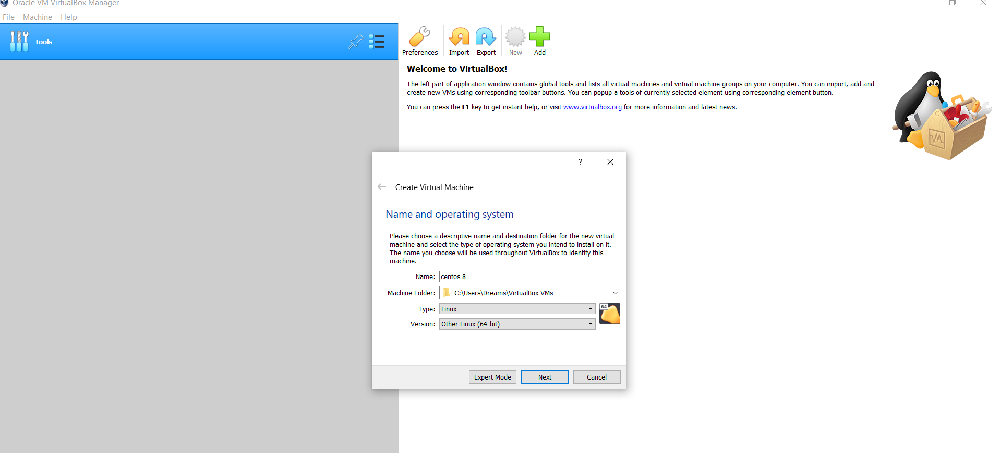 Oracle VM VirtualBox Manager
File Machine Help
Tools
Preferences Import Export New Add
Welcome to VirtualBox!
The left part of application window contains global tools and lists all virtual machines and virtual machine groups on your computer. You can import, add and
create new VMs using corresponding toolbar buttons. You can popup a tools of currently selected element using corresponding element button.
You can press the F1 key to get instant help, or visit www.virtualbox.org for more information and latest news.
?
Create Virtual Machine
Name and operating system
Please choose a descriptive name and destination folder for the new virtual
machine and select the type of operating system you intend to install on it.
The name you choose will be used throughout VirtualBox to identify this
machine.
Name: centos 8
Machine Folder: C:\Users\Dreams\VirtualBox VMs
Type: Linux
64
Version: Other Linux (64-bit)
Expert Mode Next Cancel